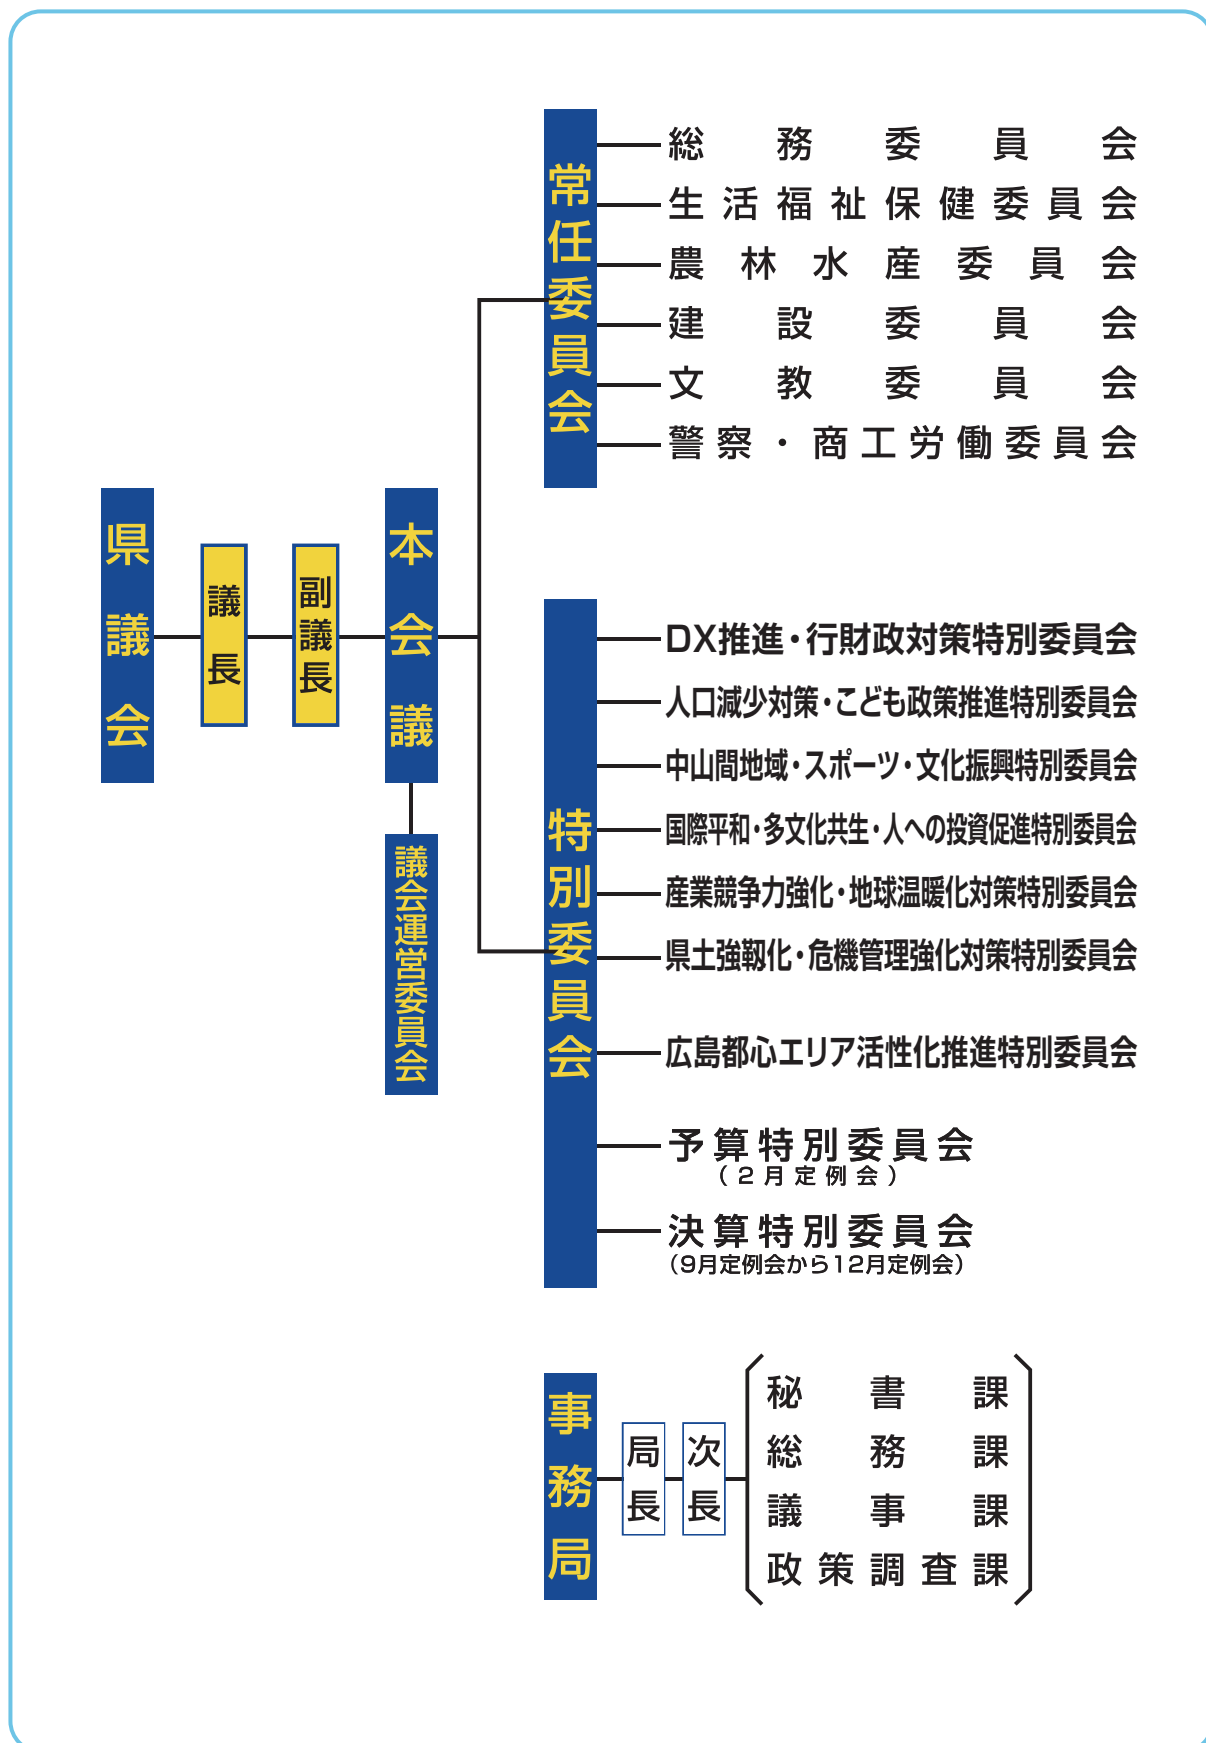 県議会
議長
副議長
本会議
議会運営委員会
常任委員会
総務委員会
生活福祉保健委員会
農林水産委員会
建設委員会
文教委員会
警察・商工労働委員会
特別委員会
DX推進・行財政対策特別委員会
人口減少対策・こども政策推進特別委員会
中山間地域・スポーツ・文化振興特別委員会
国際平和・多文化共生・人への投資促進特別委員会
産業競争力強化・地球温暖化対策特別委員会
県土強靱化・危機管理強化対策特別委員会
広島都心エリア活性化推進特別委員会
予算特別委員会
(2月定例会)
決算特別委員会
(9月定例会から12月定例会)
事務局
局長
次長
秘書課
総務課
議事課
政策調査課